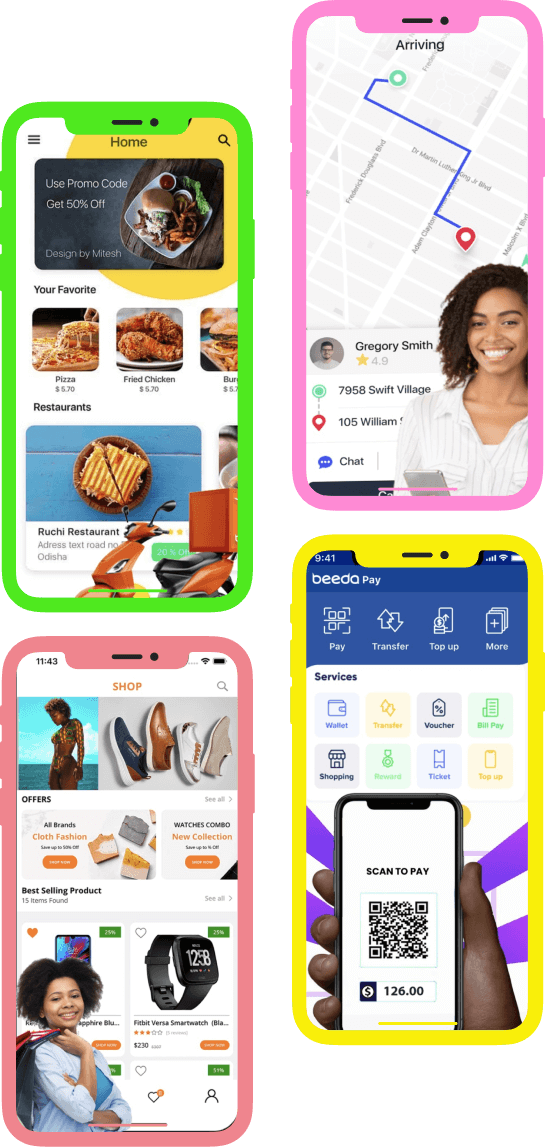 Home
Use Promo Code
Get 50% Off
Design by Mitesh
Your Favorite
Pizza
$ 5.70
Fried Chicken
$ 5.70
Bur
Restaurants
Ruchi Restaurant
Adress text road no
Odisha
20 % Of
Arriving
Frederick Douglass Blvd
Dr Martin Luther King Jr Blvd
Adam Clayton
Malcolm X
Gregory Smith
4.9
7958 Swift Village
105 William
Chat
11:43
SHOP
OFFERS
See all >
All Brands
Cloth Fashion
Save up to 50% Off
SHOP NOW
WATCHES COMBO
New Collection
Save up to % Off
SHOP NOW
Best Selling Product
15 Items Found
See all >
25%
25%
apphire Blu...
SHOP NOW
Fitbit Versa Smartwatch (Bla...
$230
SHOP NOW
51%
9:41
beeda Pay
Pay
Transfer
Top up
More
Services
Wallet
Transfer
Voucher
Bill Pay
Shopping
Reward
Ticket
Top up
SCAN TO PAY
$ 126.00